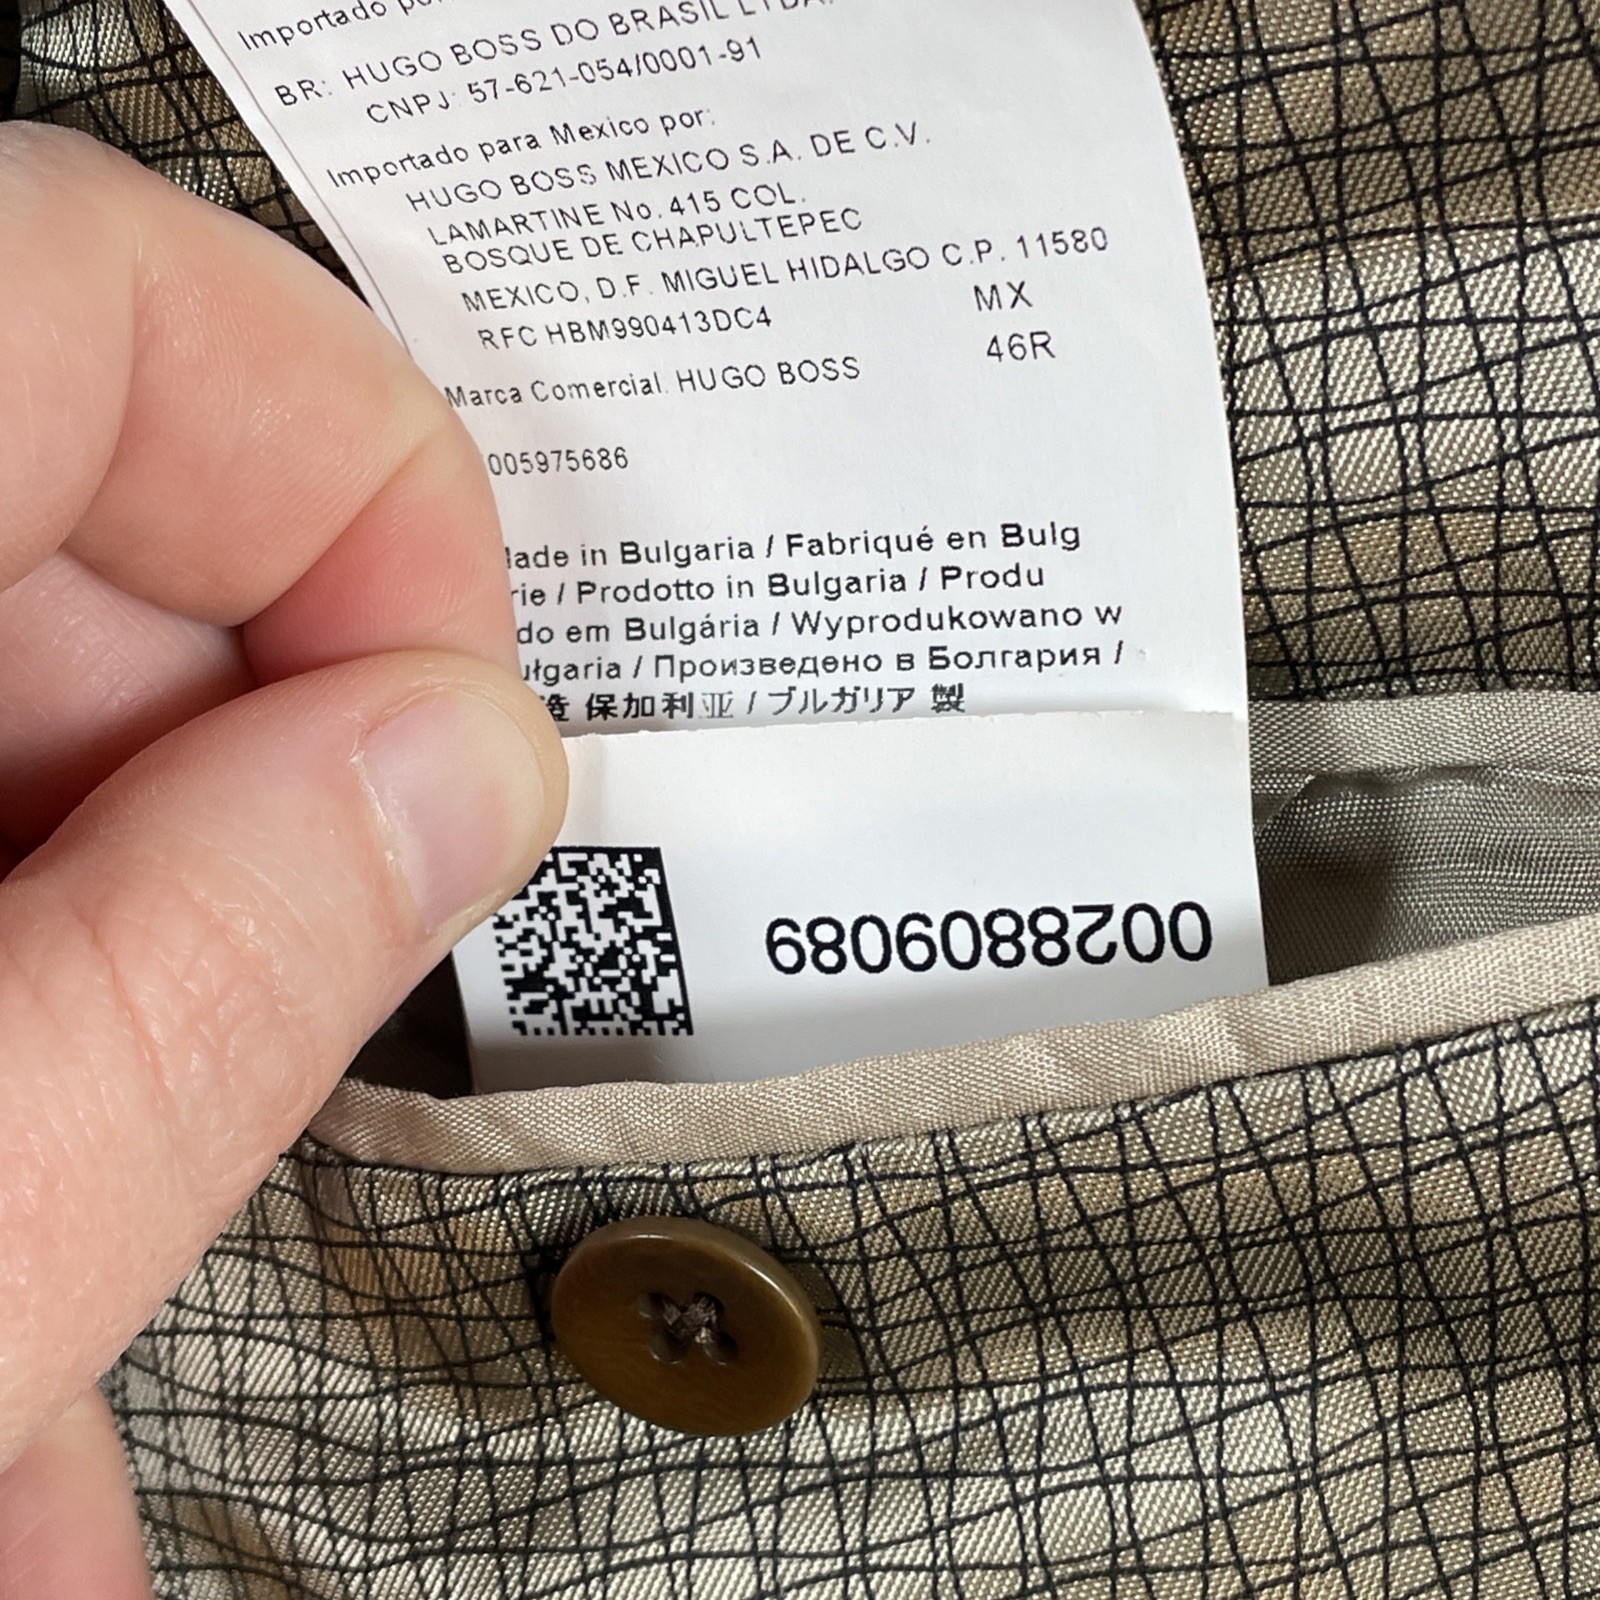 Importado por:
BR: HUGO BOSS DO BRASIL LTDA.
CNPJ: 57-621-054/0001-91
Importado para Mexico por:
HUGO BOSS MEXICO S.A. DE C.V.
LAMARTINE No. 415 COL.
BOSQUE DE CHAPULTEPEC
MEXICO, D.F. MIGUEL HIDALGO C.P. 11580
RFC HBM990413DC4 MX
Marca Comercial. HUGO BOSS 46R
005975686
in Bulgaria / Fabriqué en Bulg
rie / Prodotto in Bulgaria / Produ
do em Bulgária / Wyprodukowano w
ułgaria / Произведено в Болгария /
造 保加利亚 / ブルガリア 製
0028809089